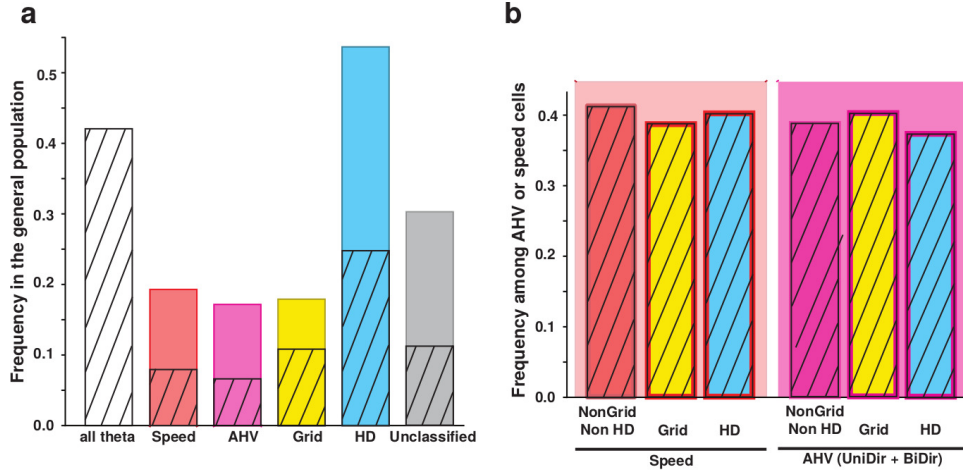 a
Frequency in the general population
0.5
0.4
0.3
0.2
0.1
0.0
all theta Speed AHV Grid HD Unclassified
b
Frequency among AHV or speed cells
0.4
0.3
0.2
0.1
0.0
NonGrid
Non HD Grid HD
Speed
NonGrid
Non HD Grid HD
AHV (UniDir + BiDir)